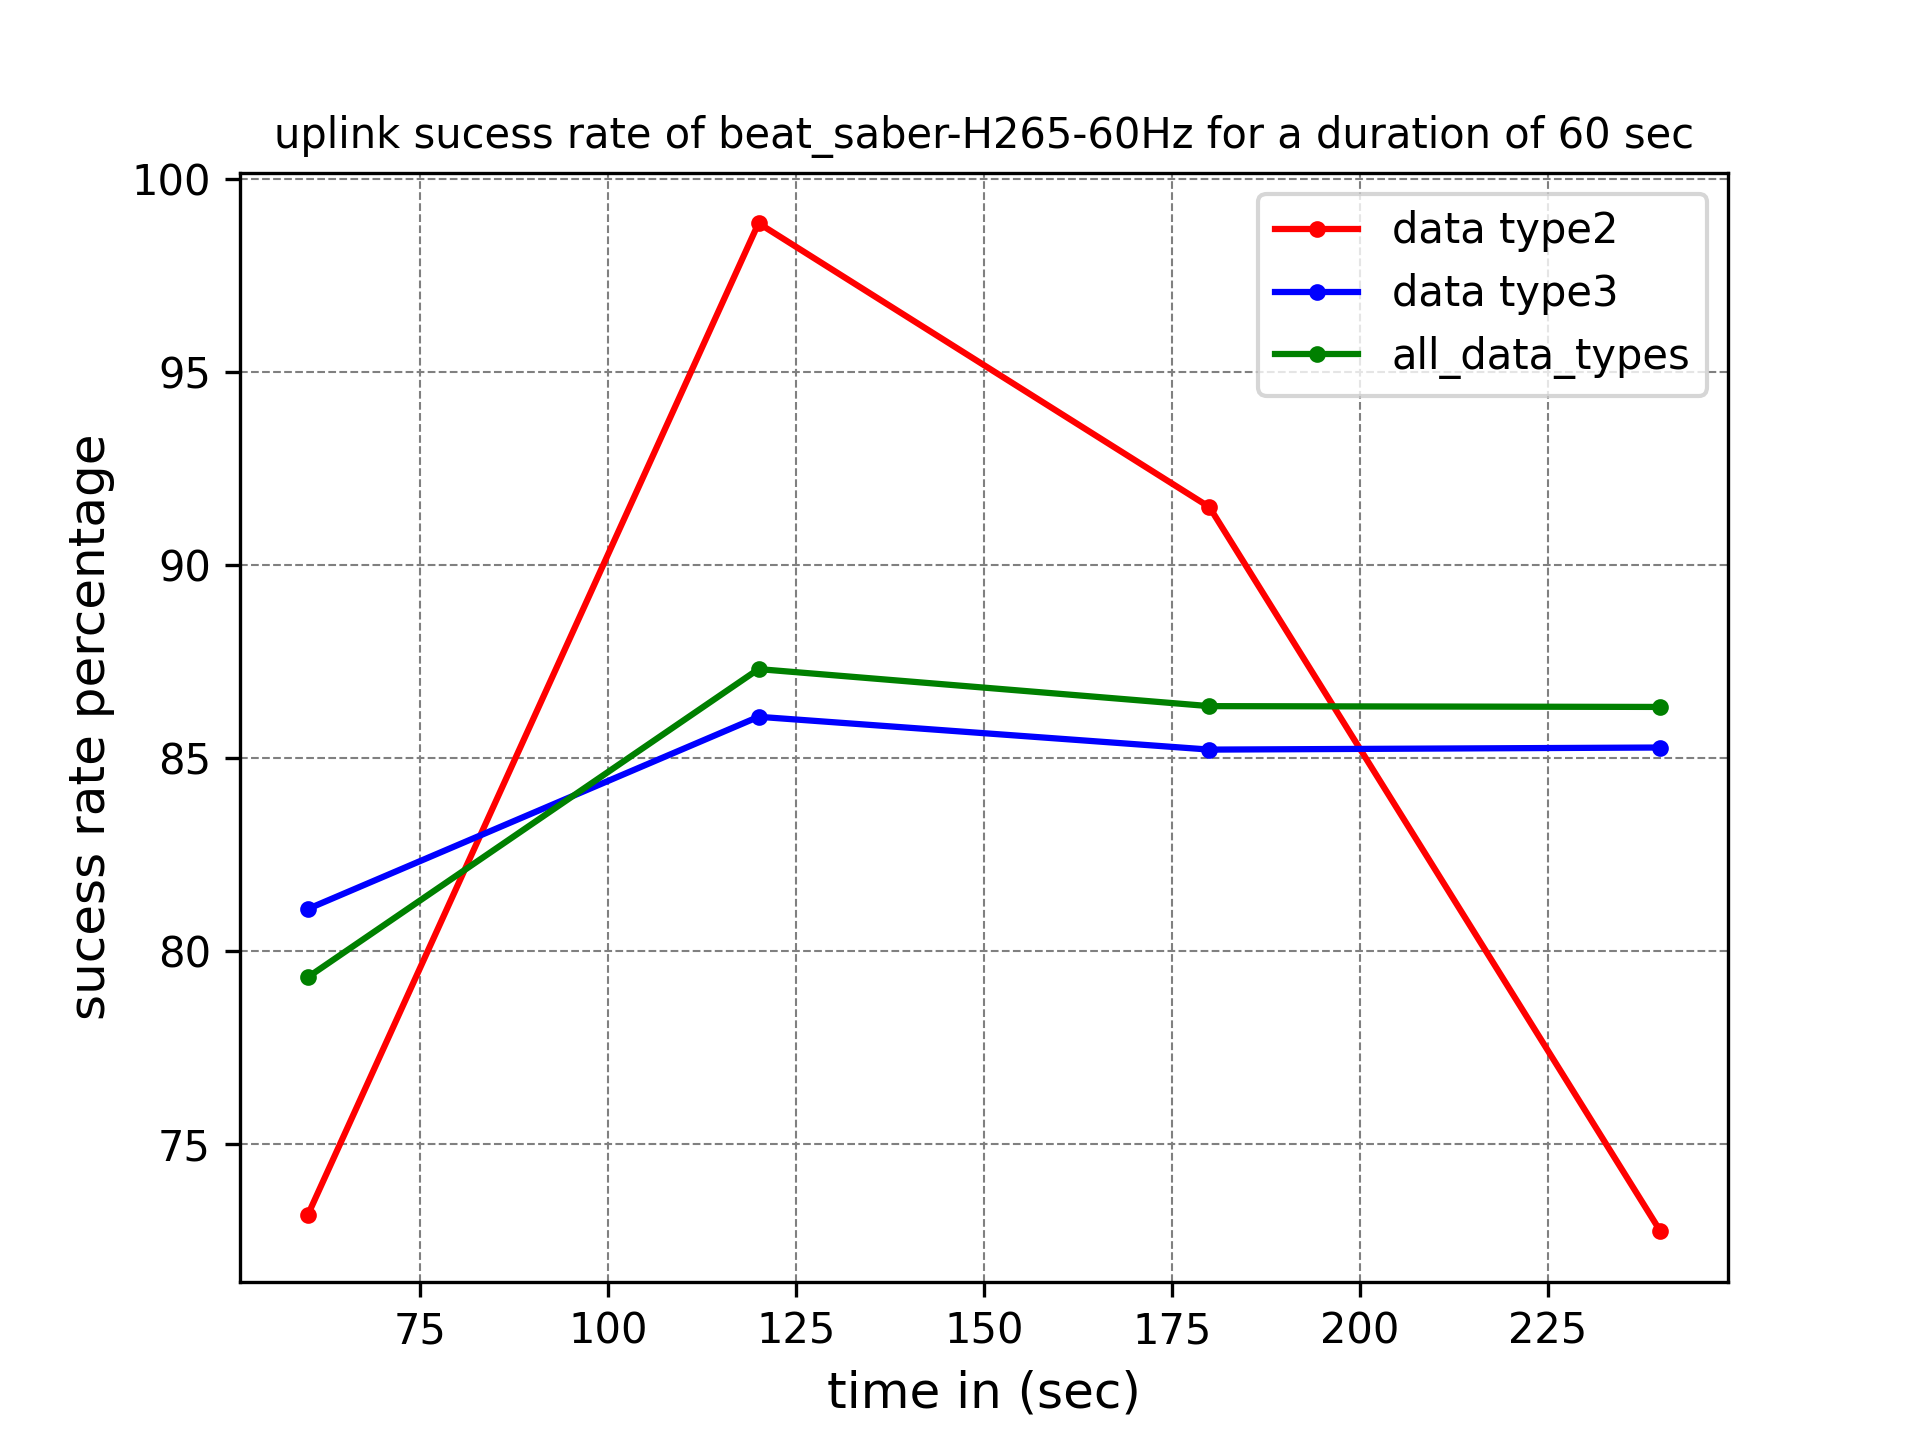 uplink sucess rate of beat_saber-H265-60Hz for a duration of 60 sec
100
95
90
85
80
75
sucess rate percentage
data type2
data type3
all_data_types
75 100 125 150 175 200 225
time in (sec)